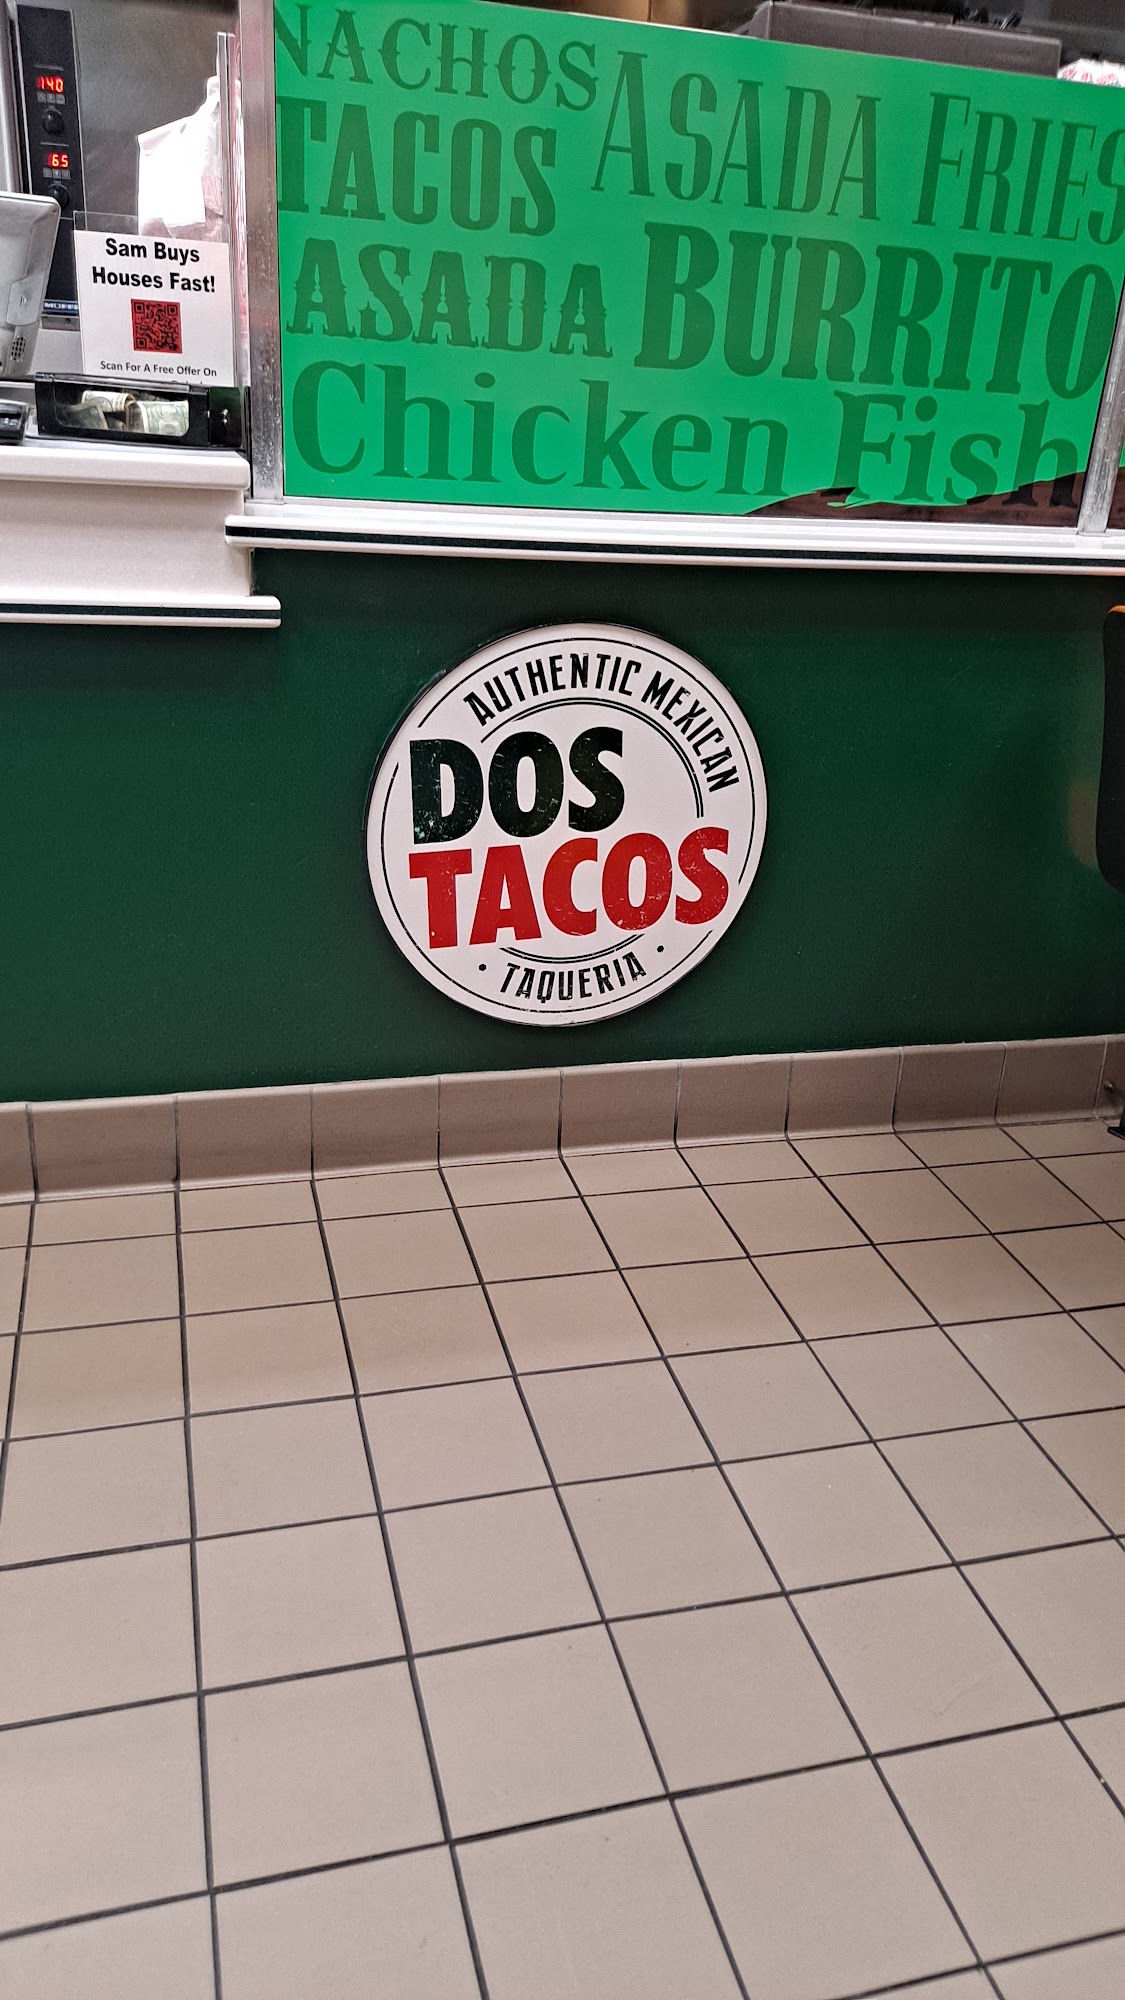 140
65
Sam Buys
Houses Fast!
Scan For A Free Offer On
NACHOS ASADA FRIES
TACOS
ASADA BURRITO
Chicken Fish
AUTHENTIC MEXICAN
DOS
TACOS
· TAQUERIA ·